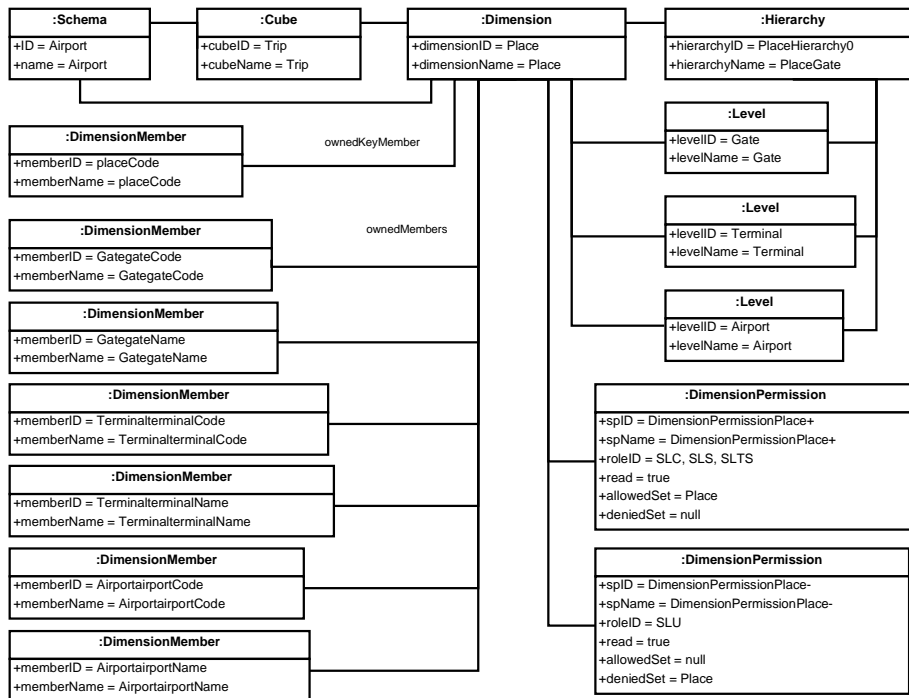 :Schema
+ID = Airport
+name = Airport
:Cube
+cubeID = Trip
+cubeName = Trip
:Dimension
+dimensionID = Place
+dimensionName = Place
:Hierarchy
+hierarchyID = PlaceHierarchy0
+hierarchyName = PlaceGate
:DimensionMember
+memberID = placeCode
+memberName = placeCode
ownedKeyMember
:DimensionMember
+memberID = GategateCode
+memberName = GategateCode
ownedMembers
:DimensionMember
+memberID = GategateName
+memberName = GategateName
:DimensionMember
+memberID = TerminalterminalCode
+memberName = TerminalterminalCode
:DimensionMember
+memberID = TerminalterminalName
+memberName = TerminalterminalName
:DimensionMember
+memberID = AirportairportCode
+memberName = AirportairportCode
:DimensionMember
+memberID = AirportairportName
+memberName = AirportairportName
:Level
+levelID = Gate
+levelName = Gate
:Level
+levelID = Terminal
+levelName = Terminal
:Level
+levelID = Airport
+levelName = Airport
:DimensionPermission
+spID = DimensionPermissionPlace+
+spName = DimensionPermissionPlace+
+roleID = SLC, SLS, SLTS
+read = true
+allowedSet = Place
+deniedSet = null
:DimensionPermission
+spID = DimensionPermissionPlace-
+spName = DimensionPermissionPlace-
+roleID = SLU
+read = true
+allowedSet = null
+deniedSet = Place